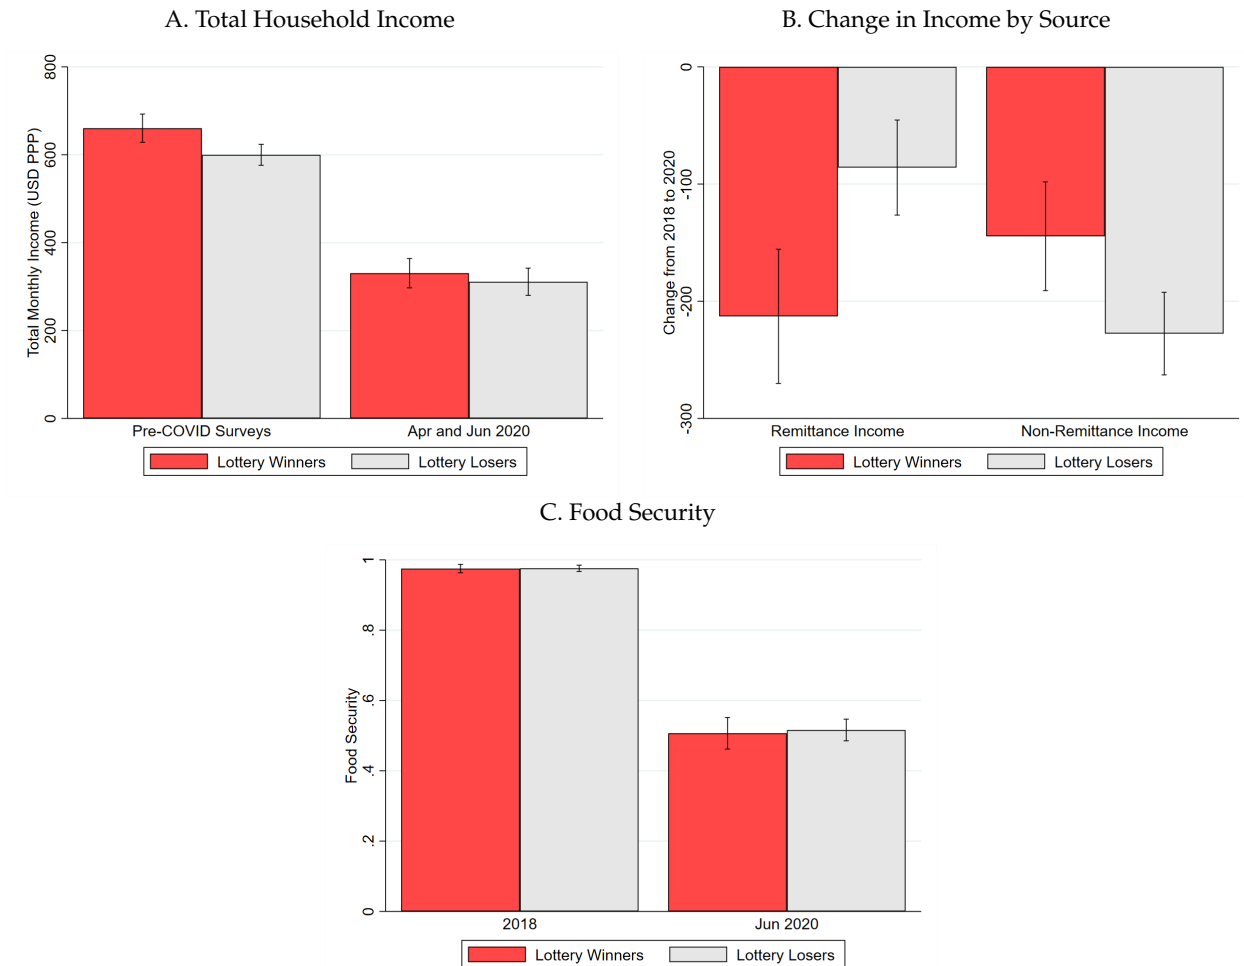 A. Total Household Income
Total Monthly Income (USD PPP)
800
600
400
200
0
Pre-COVID Surveys
Apr and Jun 2020
Lottery Winners
Lottery Losers
B. Change in Income by Source
Change from 2018 to 2020
0
-100
-200
-300
Remittance Income
Non-Remittance Income
Lottery Winners
Lottery Losers
C. Food Security
Food Security
1
.8
.6
.4
.2
0
2018
Jun 2020
Lottery Winners
Lottery Losers